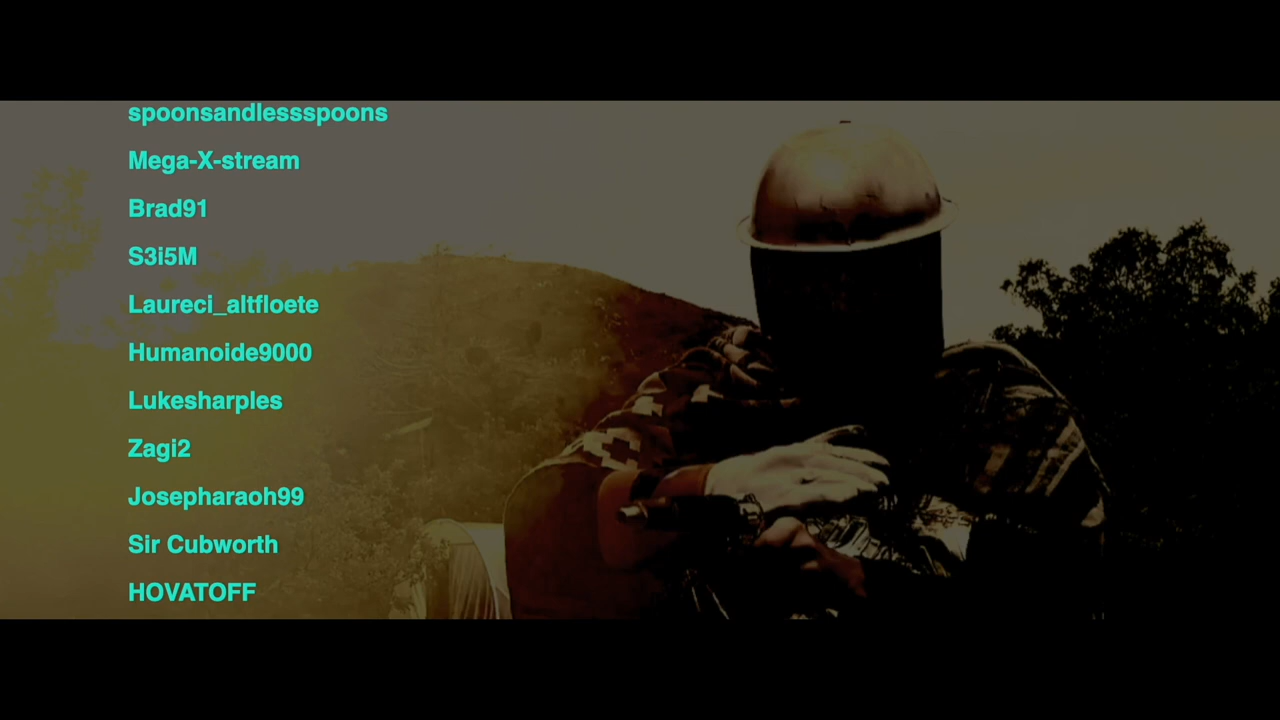 spoonsandlessspoons
Mega-X-stream
Brad91
S3i5M
Laureci_altfloete
Humanoide9000
Lukesharples
Zagi2
Josepharaoh99
Sir Cubworth
HOVATOFF